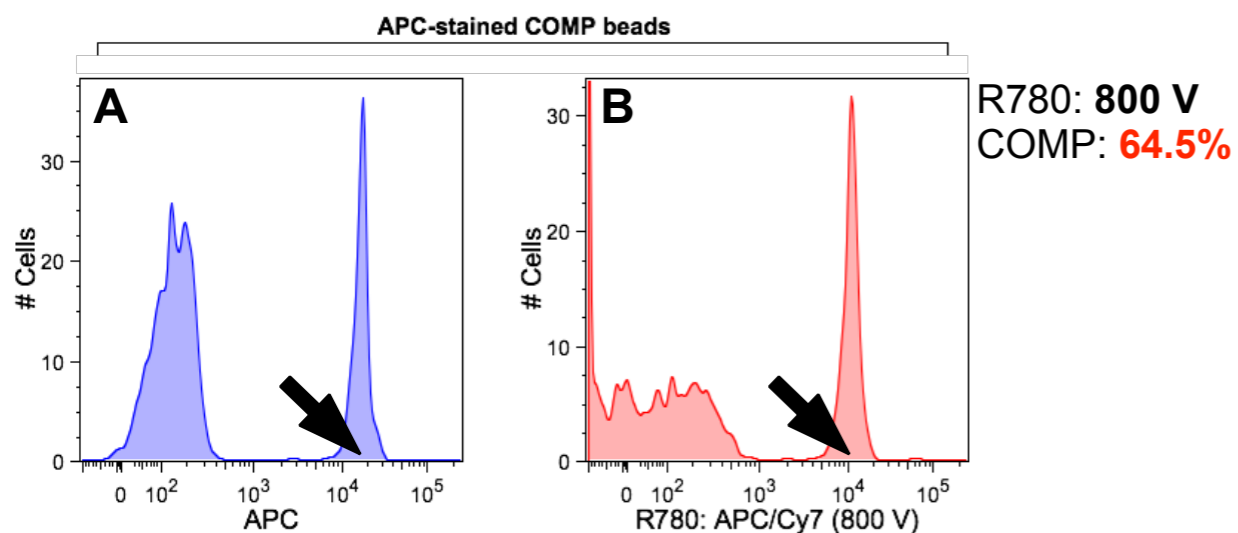 APC-stained COMP beads
A
30
20
10
0
# Cells
0 10² 10³ 10⁴ 10⁵
APC
B
30
20
10
0
# Cells
0 10² 10³ 10⁴ 10⁵
R780: APC/Cy7 (800 V)
R780: 800 V
COMP: 64.5%